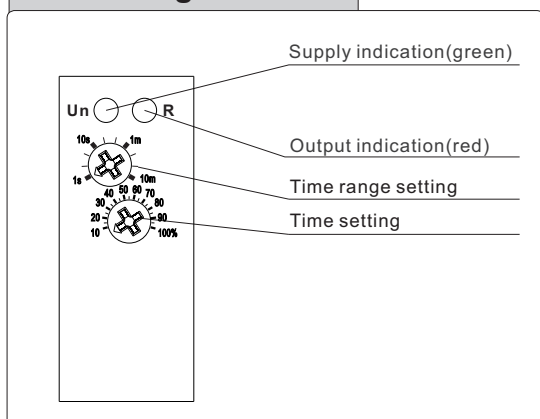 Supply indication(green)
Un R
10s 1m
Output indication(red)
1s 10m
Time range setting
40 50 60 70
30 80
20 90
10 100%
Time setting